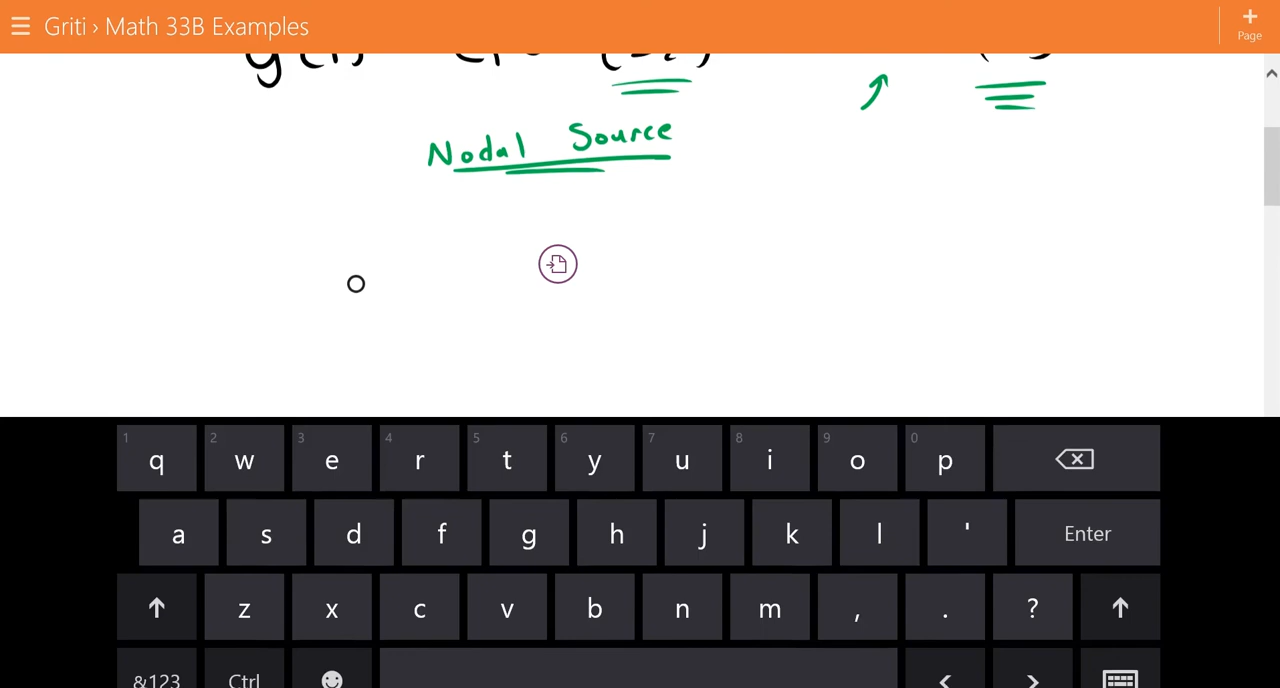 Griti › Math 33B Examples
Page
Nodal Source
1 2 3 4 5 6 7 8 9 0
q w e r t y u i o p
a s d f g h j k l ' Enter
z x c v b n m , . ?
&123 Ctrl < >